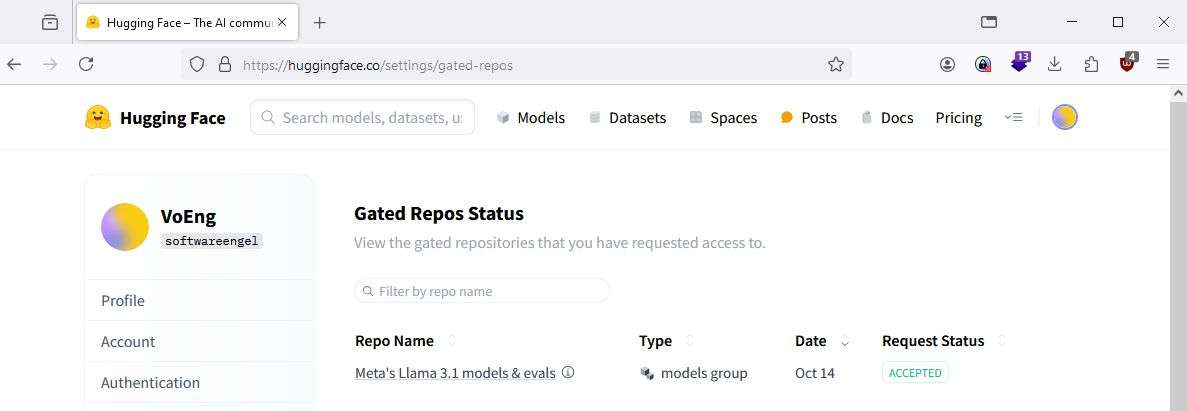 Hugging Face – The AI commu
https://huggingface.co/settings/gated-repos
13
4
Hugging Face
Search models, datasets, us
Models
Datasets
Spaces
Posts
Docs
Pricing
VoEng
softwareengel
Profile
Account
Authentication
Gated Repos Status
View the gated repositories that you have requested access to.
Filter by repo name
Repo Name Type Date Request Status
Meta's Llama 3.1 models & evals models group Oct 14 ACCEPTED